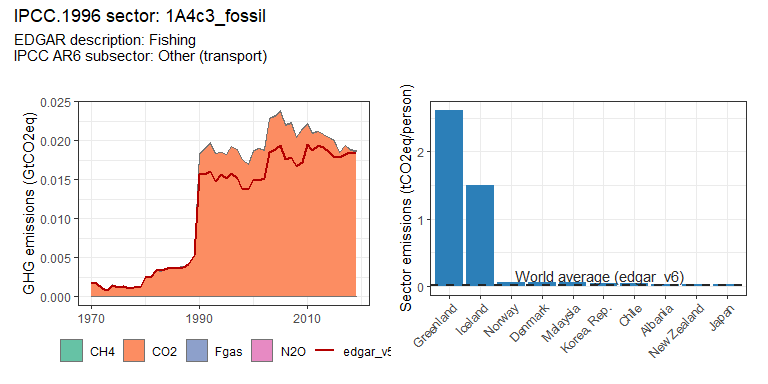 IPCC.1996 sector: 1A4c3_fossil
EDGAR description: Fishing
IPCC AR6 subsector: Other (transport)
GHG emissions (GtCO2eq)
0.025
0.020
0.015
0.010
0.005
0.000
1970
1990
2010
CH4
CO2
Fgas
N2O
edgar_v5
Sector emissions (tCO2eq/person)
2
1
0
World average (edgar_v6)
Greenland
Iceland
Norway
Denmark
Malaysia
Korea, Rep.
Chile
Albania
New Zealand
Japan